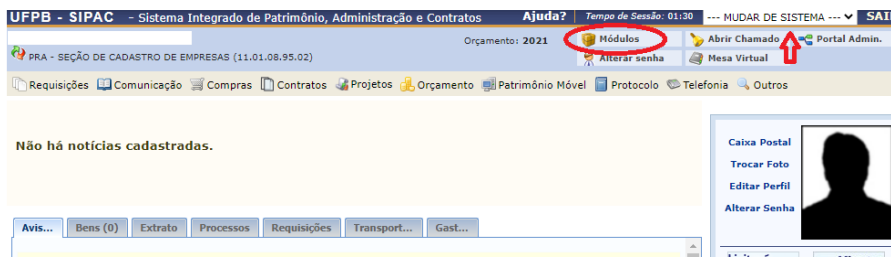 UFPB - SIPAC - Sistema Integrado de Patrimônio, Administração e Contratos Ajuda? Tempo de Sessão: 01:30 --- MUDAR DE SISTEMA --- SAI
Orçamento: 2021 Módulos Abrir Chamado Portal Admin.
PRA - SEÇÃO DE CADASTRO DE EMPRESAS (11.01.08.95.02) Alterar senha Mesa Virtual
Requisições Comunicação Compras Contratos Projetos Orçamento Patrimônio Móvel Protocolo Telefonia Outros
Não há notícias cadastradas.
Caixa Postal
Trocar Foto
Editar Perfil
Alterar Senha
Avis... Bens (0) Extrato Processos Requisições Transport... Gast...